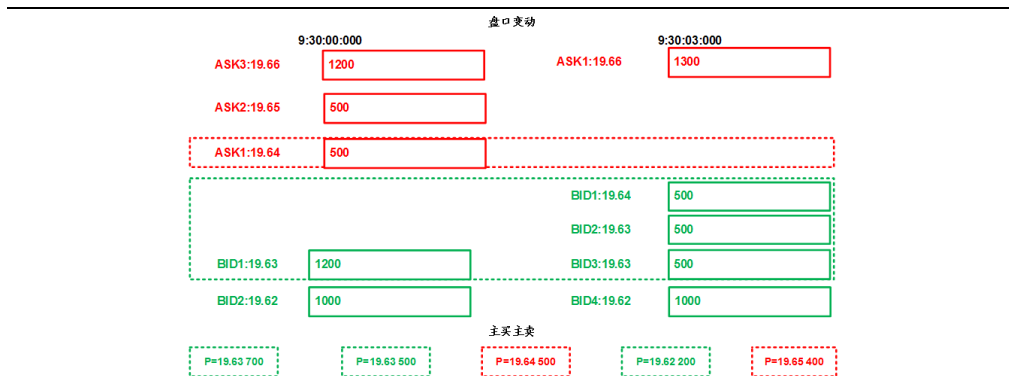 盘口变动
9:30:00:000 9:30:03:000
ASK3:19.66 1200 ASK1:19.66 1300
ASK2:19.65 500
ASK1:19.64 500
BID1:19.64 500
BID2:19.63 500
BID1:19.63 1200 BID3:19.63 500
BID2:19.62 1000 BID4:19.62 1000
主买主卖
P=19.63 700 P=19.63 500 P=19.64 500 P=19.62 200 P=19.65 400